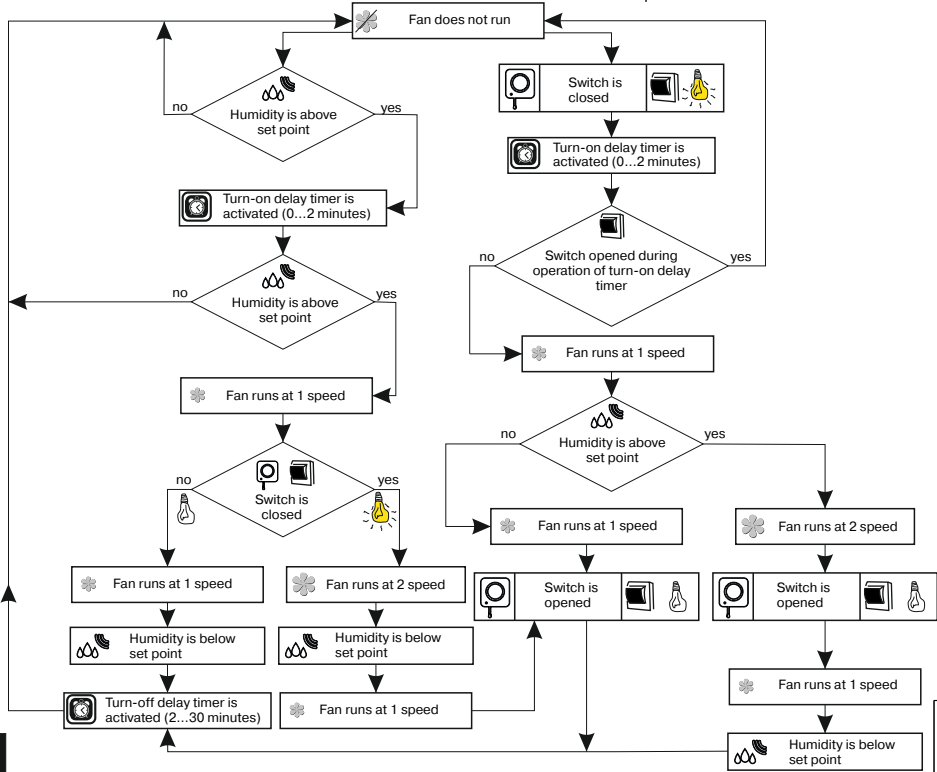 Fan does not run
Switch is
closed
no
Humidity is above
set point
yes
Turn-on delay timer is
activated (0...2 minutes)
Turn-on delay timer is
activated (0...2 minutes)
no
Switch opened during
operation of turn-on delay
timer
yes
no
Humidity is above
set point
yes
Fan runs at 1 speed
Fan runs at 1 speed
no
Humidity is above
set point
yes
no
Switch is
closed
yes
Fan runs at 1 speed
Fan runs at 2 speed
Fan runs at 1 speed
Fan runs at 2 speed
Switch is
opened
Switch is
opened
Humidity is below
set point
Humidity is below
set point
Fan runs at 1 speed
Turn-off delay timer is
activated (2...30 minutes)
Fan runs at 1 speed
Humidity is below
set point